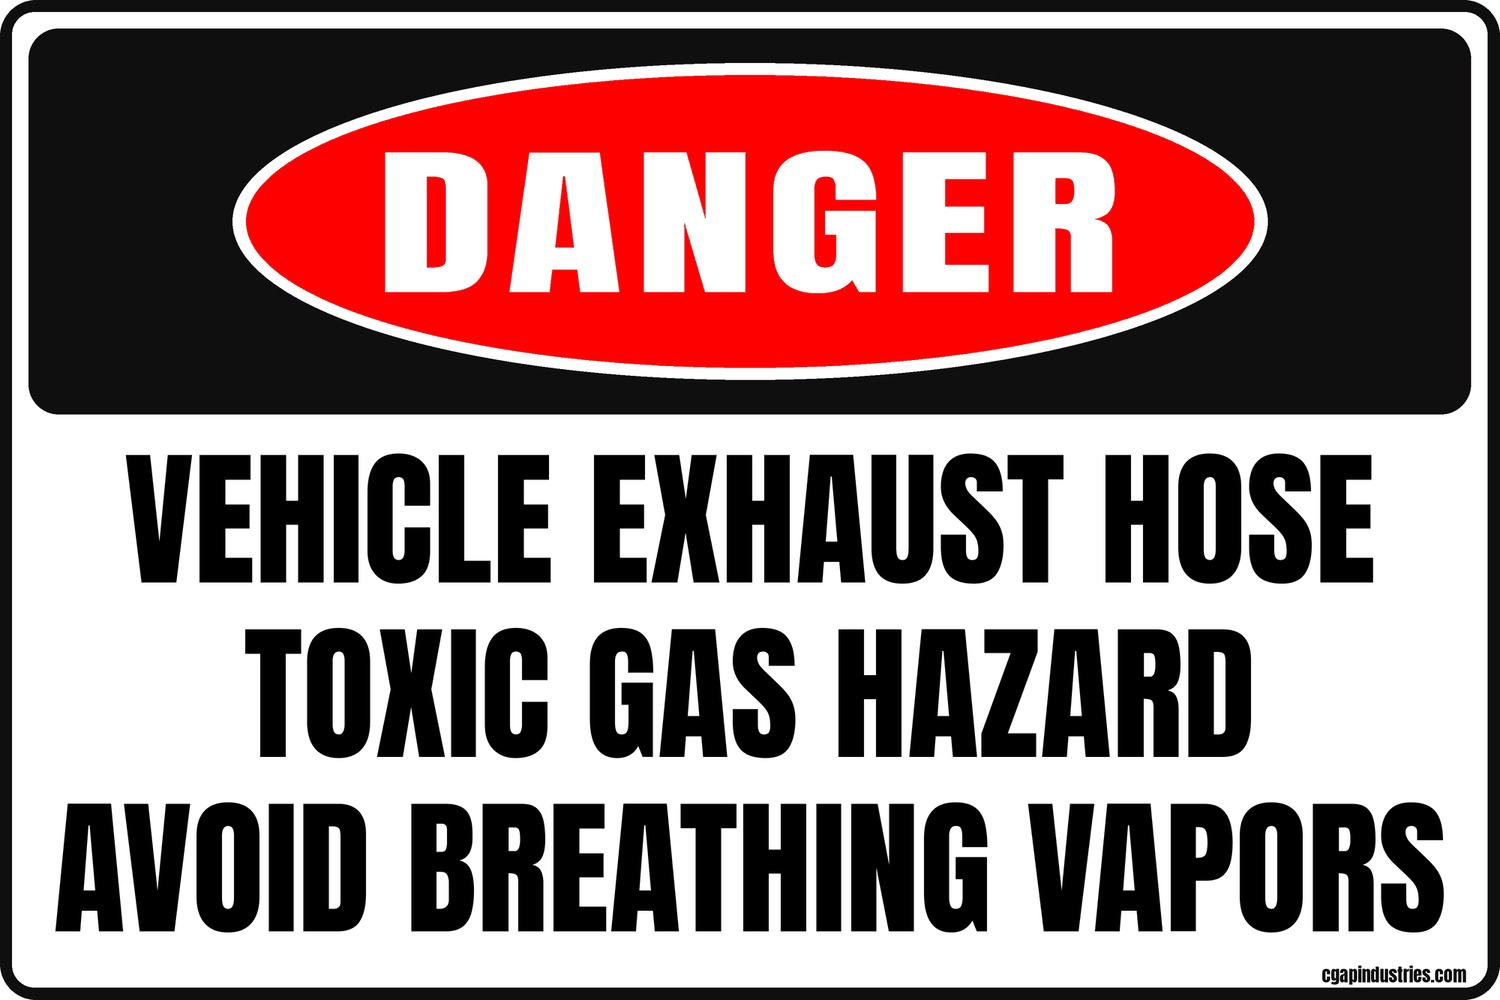 DANGER
VEHICLE EXHAUST HOSE
TOXIC GAS HAZARD
AVOID BREATHING VAPORS
cgapindustries.com